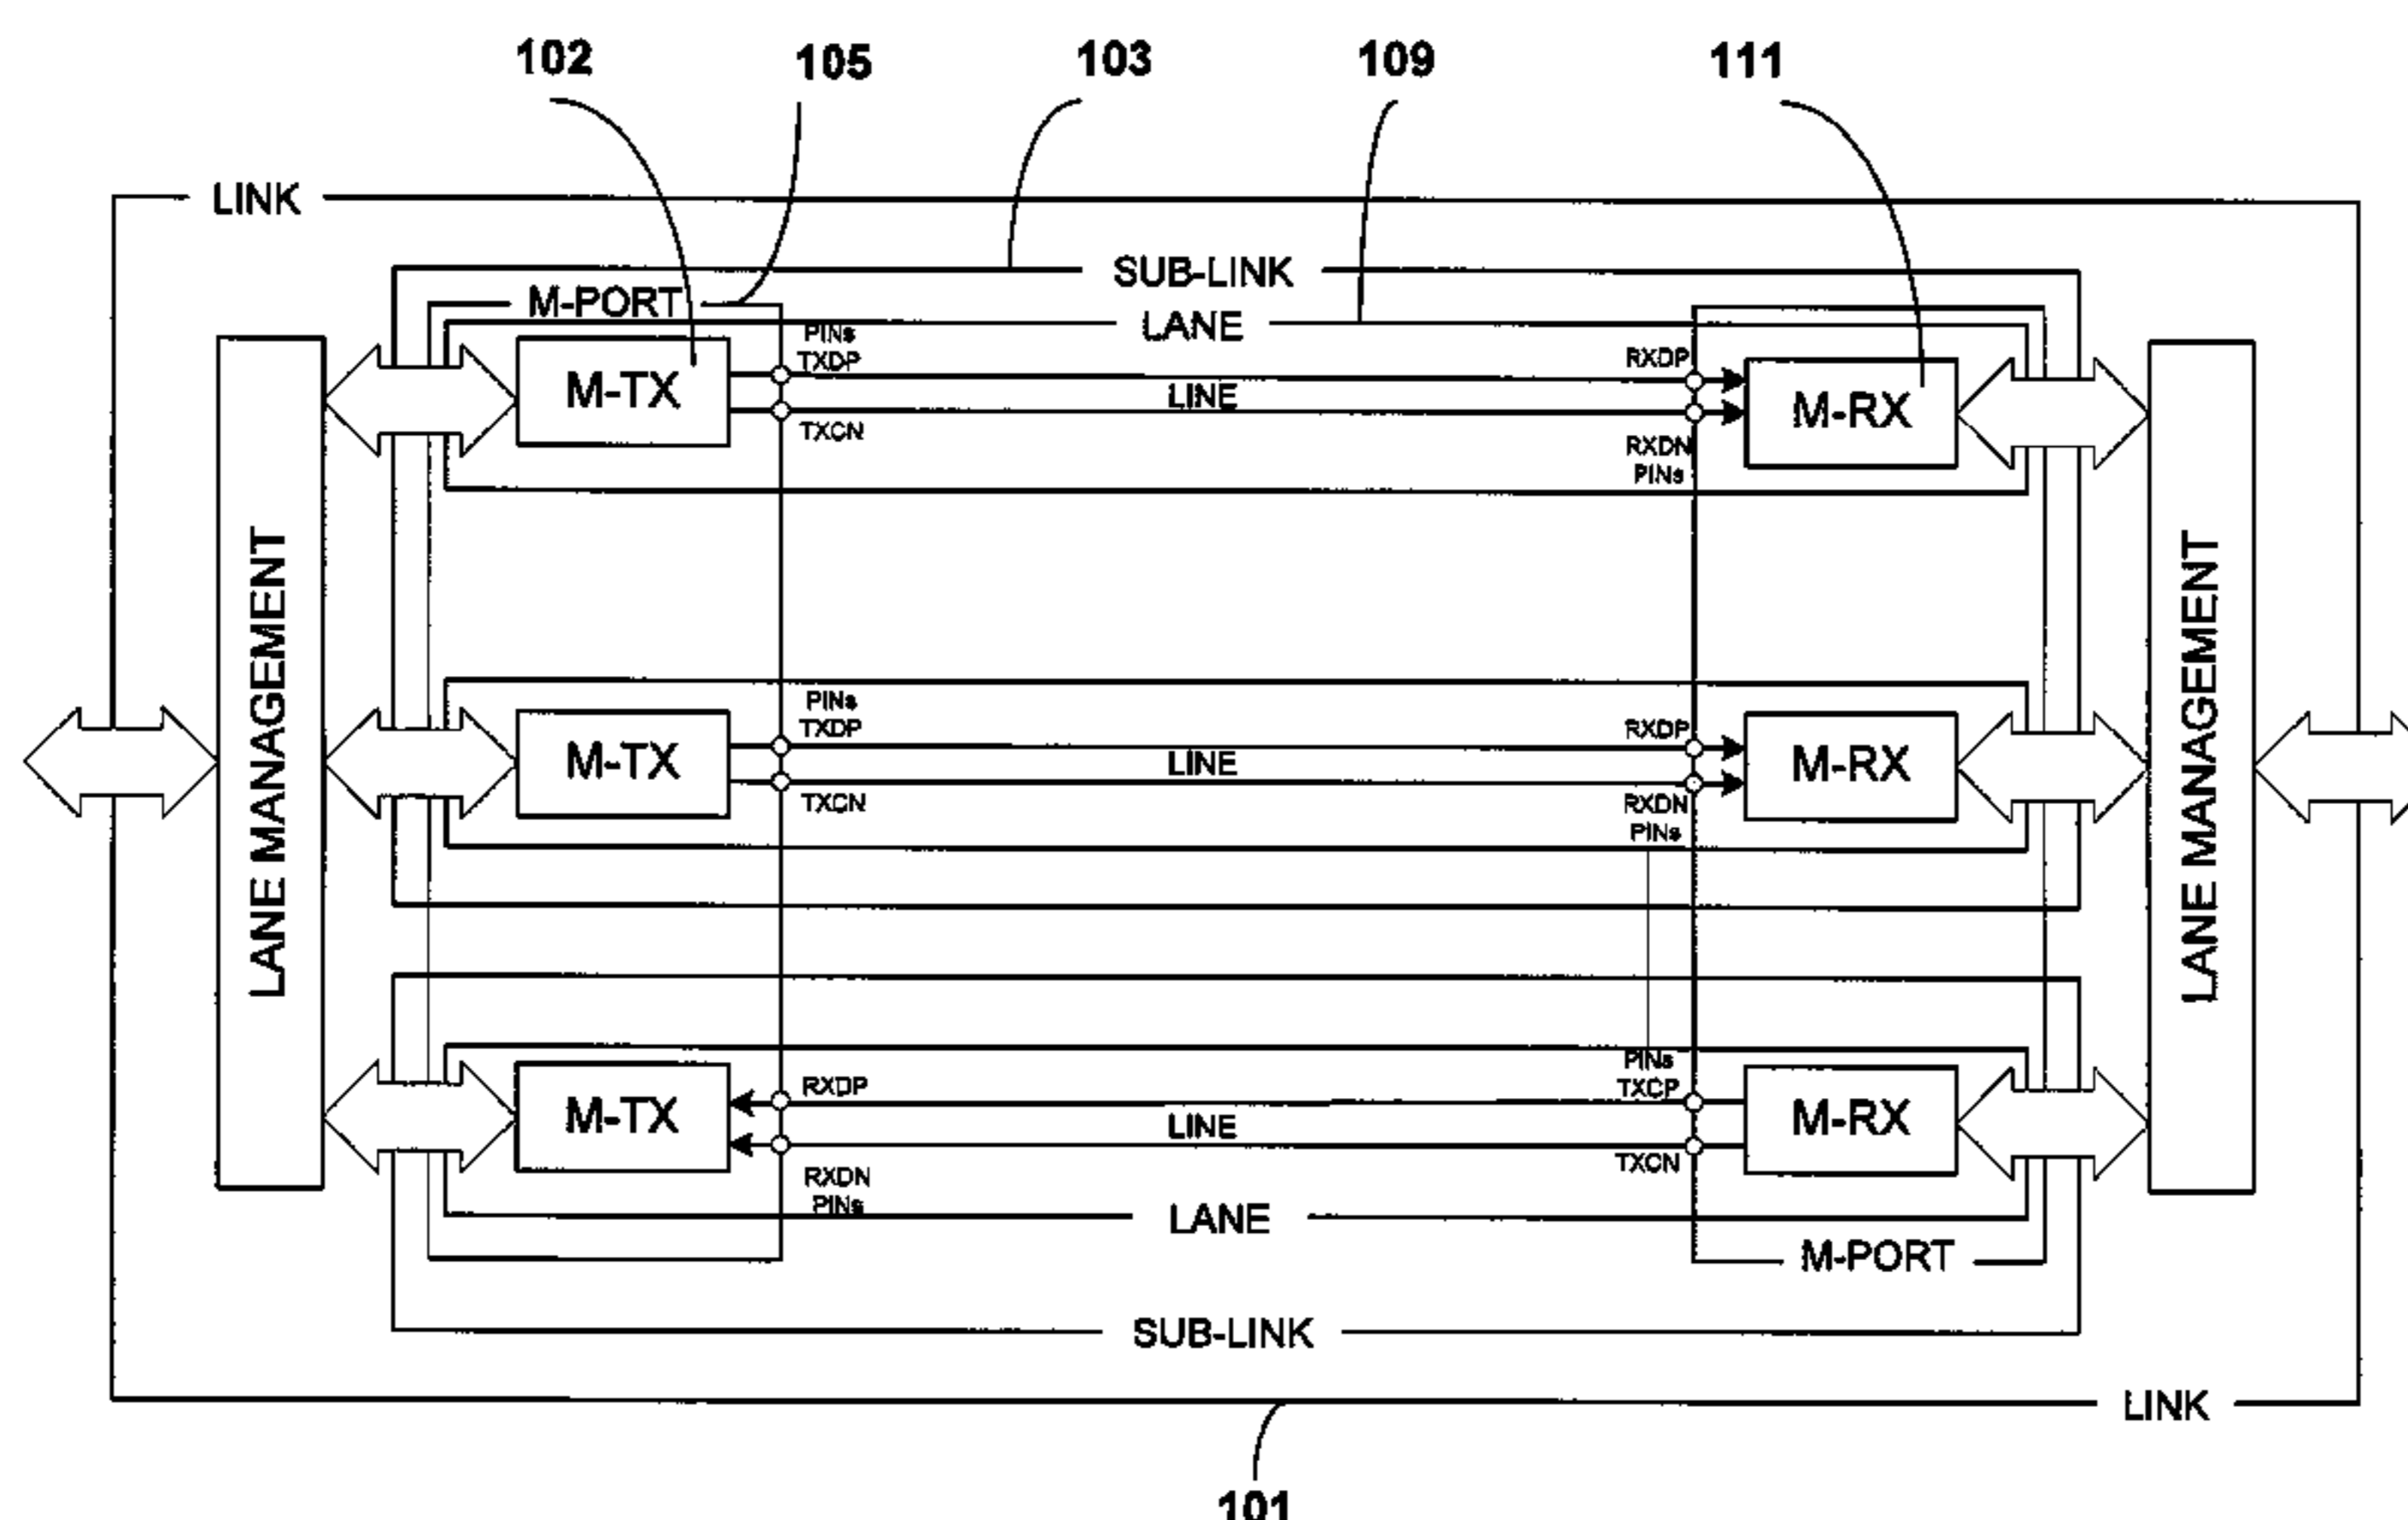 102 105 103 109 111
LINK
SUB-LINK
M-PORT
LANE
PINs
TXDP
RXDP
M-TX
LINE
M-RX
TXCN
RXDN
PINs
LANE MANAGEMENT
LANE MANAGEMENT
PINs
TXDP
RXDP
M-TX
LINE
M-RX
TXCN
RXDN
PINs
PINs
RXDP
TXCP
M-TX
LINE
M-RX
TXCN
RXDN
PINs
LANE
M-PORT
SUB-LINK
LINK
101